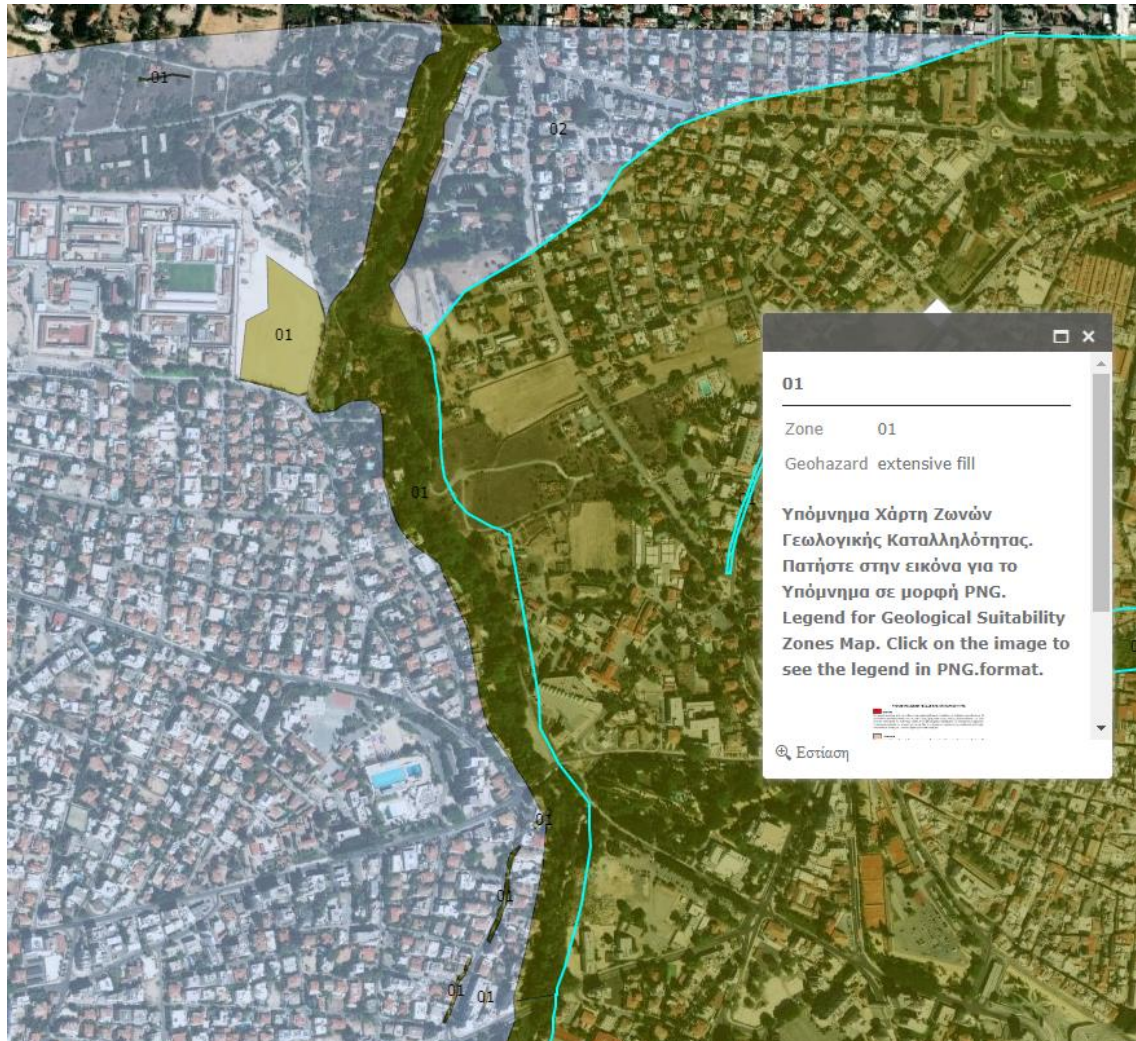 01
02
01
01
01
Zone 01
Geohazard extensive fill
Υπόμνημα Χάρτη Ζωνών
Γεωλογικής Καταλληλότητας.
Πατήστε στην εικόνα για το
Υπόμνημα σε μορφή PNG.
Legend for Geological Suitability
Zones Map. Click on the image to
see the legend in PNG.format.
Εστίαση
01
01
01
01